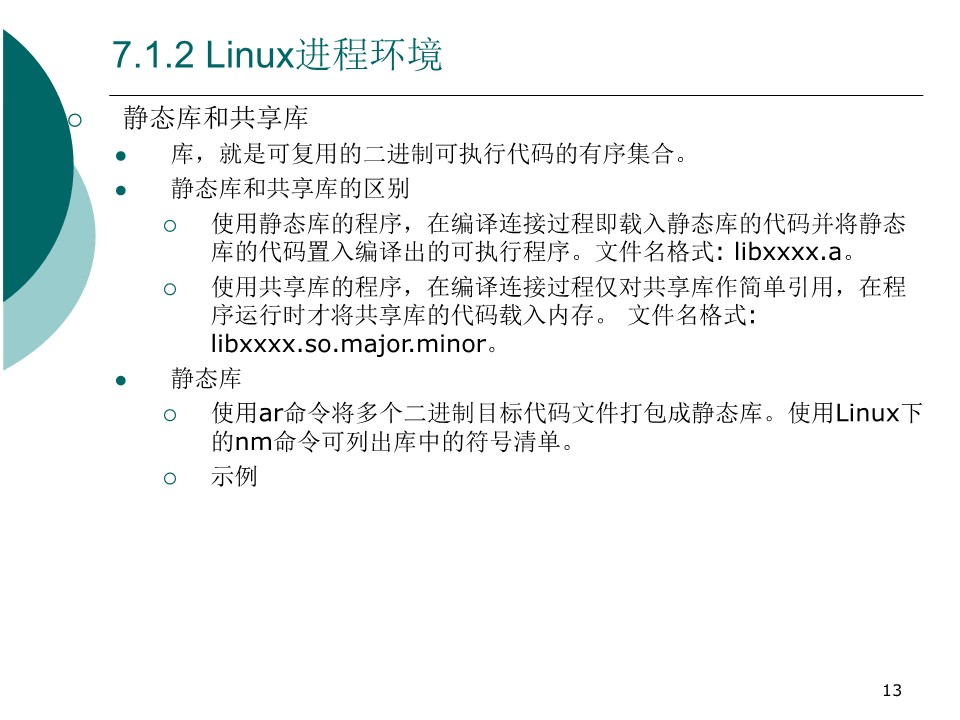 7.1.2 Linux进程环境
静态库和共享库
库，就是可复用的二进制可执行代码的有序集合。
静态库和共享库的区别
使用静态库的程序，在编译连接过程即载入静态库的代码并将静态
库的代码置入编译出的可执行程序。文件名格式: libxxxx.a。
使用共享库的程序，在编译连接过程仅对共享库作简单引用，在程
序运行时才将共享库的代码载入内存。 文件名格式:
libxxxx.so.major.minor。
静态库
使用ar命令将多个二进制目标代码文件打包成静态库。使用Linux下
的nm命令可列出库中的符号清单。
示例
13